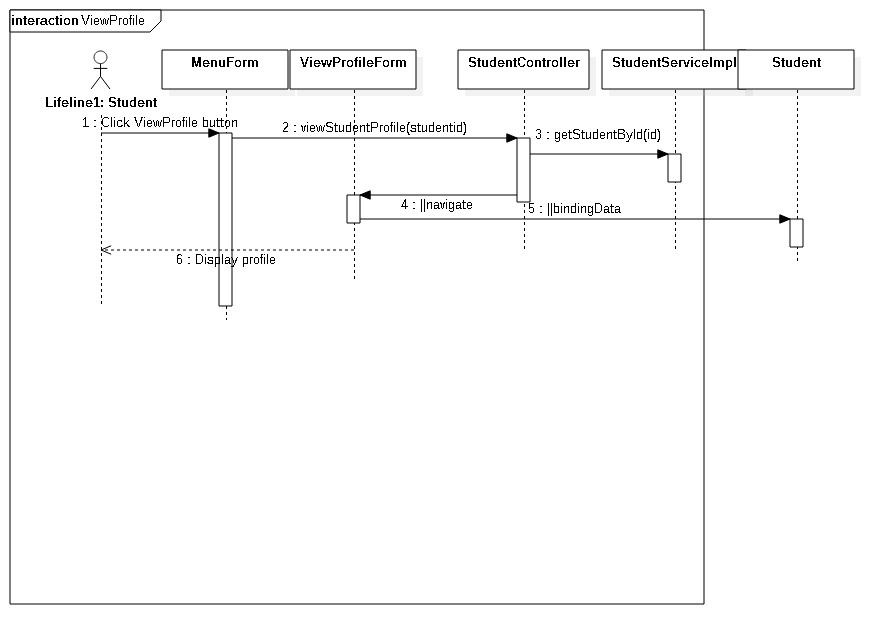 interaction ViewProfile
MenuForm
ViewProfileForm
StudentController
StudentServiceImpl
Student
Lifeline1: Student
1 : Click ViewProfile button
2 : viewStudentProfile(studentid)
3 : getStudentById(id)
4 : ||navigate
5 : ||bindingData
6 : Display profile